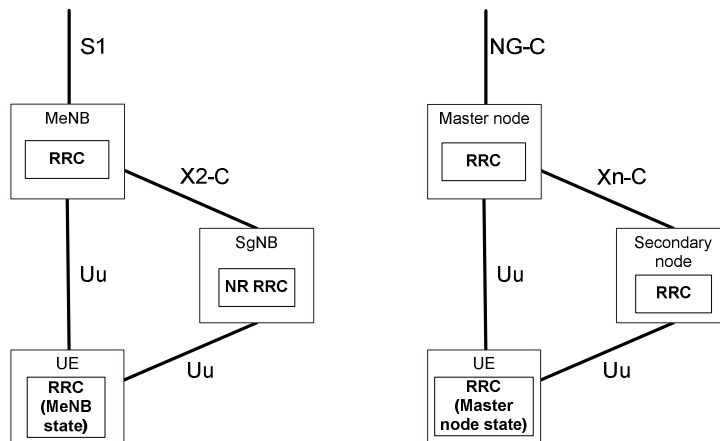 S1
MeNB
RRC
X2-C
SgNB
NR RRC
Uu
Uu
UE
RRC
(MeNB
state)
NG-C
Master node
RRC
Xn-C
Secondary
node
RRC
Uu
Uu
UE
RRC
(Master
node state)